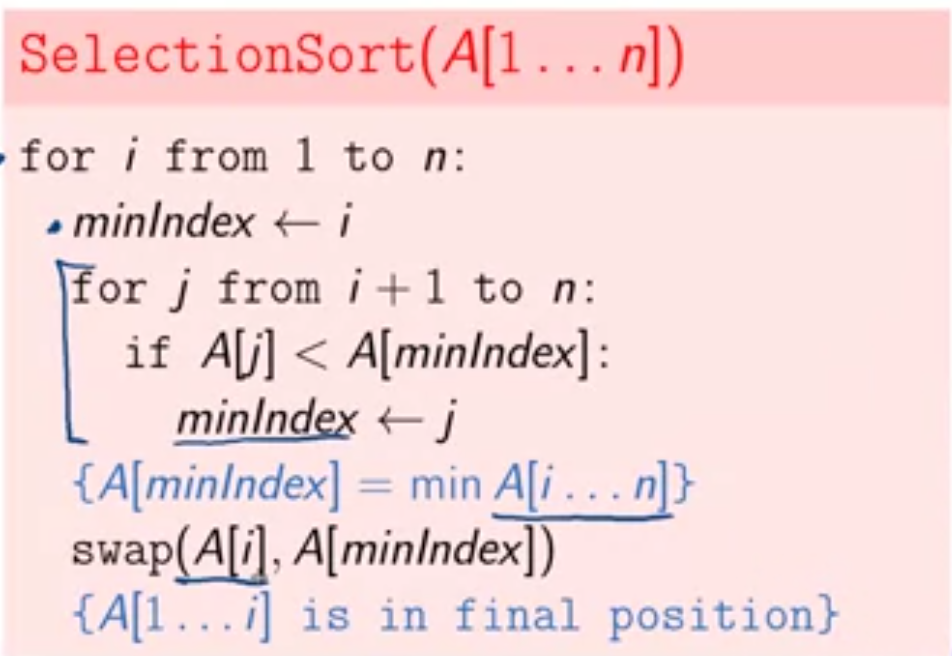 SelectionSort(A[1...n])
for i from 1 to n:
minIndex ← i
for j from i + 1 to n:
if A[j] < A[minIndex]:
minIndex ← j
{A[minIndex] = min A[i...n]}
swap(A[i], A[minIndex])
{A[1...i] is in final position}